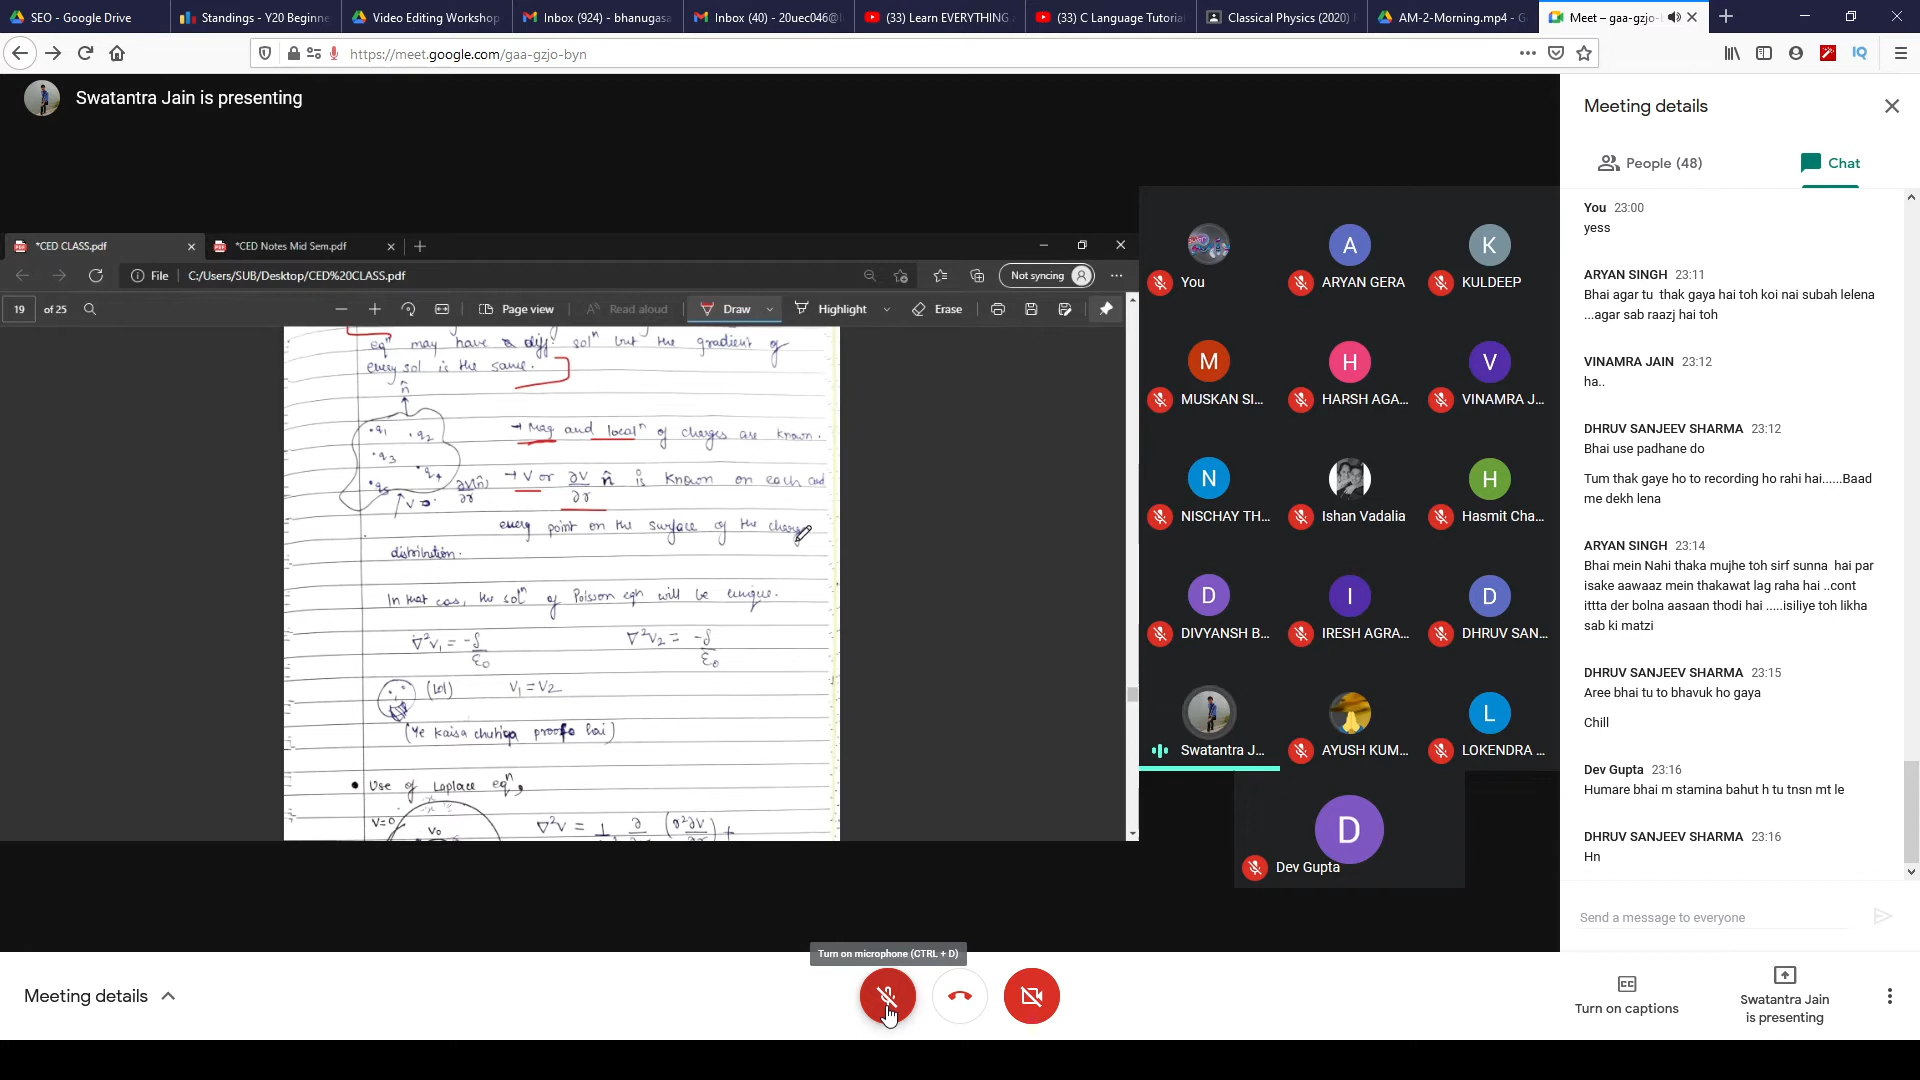 SEO - Google Drive
Standings - Y20 Beginne
Video Editing Workshop
Inbox (924) - bhanugasa
Inbox (40) - 20uec046@l
(33) Learn EVERYTHING
(33) C Language Tutorial
Classical Physics (2020)
AM-2-Morning.mp4 - G
Meet – gaa-gzjo-b
https://meet.google.com/gaa-gzjo-byn
Swatantra Jain is presenting
*CED CLASS.pdf
*CED Notes Mid Sem.pdf
File C:/Users/SUB/Desktop/CED%20CLASS.pdf
Not syncing
19 of 25
Page view
Read aloud
Draw
Highlight
Erase
eqⁿ may have a diff. solⁿ but the gradient of
every sol is the same.
n̂
q₁ q₂
q₃
q₄
q₅
→ Mag and localⁿ of charges are known.
→ V or ∂V/∂r n̂ is known on each and
every point on the surface of the charge
distribution.
In that cas, the solⁿ of Poisson eqn will be unique.
∇²V₁ = -ρ/ε₀ ∇²V₂ = -ρ/ε₀
(Lol) V₁ = V₂
(Ye kaisa chutiya proof hai)
• Use of Laplace eqⁿ,
V=0
V₀
You
ARYAN GERA
KULDEEP
MUSKAN SI...
HARSH AGA...
VINAMRA J...
NISCHAY TH...
Ishan Vadalia
Hasmit Cha...
DIVYANSH B...
IRESH AGRA...
DHRUV SAN...
Swatantra J...
AYUSH KUM...
LOKENDRA ...
Dev Gupta
Meeting details
People (48)
Chat
You 23:00
yess
ARYAN SINGH 23:11
Bhai agar tu thak gaya hai toh koi nai subah lelena
...agar sab raazj hai toh
VINAMRA JAIN 23:12
ha..
DHRUV SANJEEV SHARMA 23:12
Bhai use padhane do
Tum thak gaye ho to recording ho rahi hai......Baad
me dekh lena
ARYAN SINGH 23:14
Bhai mein Nahi thaka mujhe toh sirf sunna hai par
isake aawaaz mein thakawat lag raha hai ..cont
ittta der bolna aasaan thodi hai .....isiliye toh likha
sab ki matzi
DHRUV SANJEEV SHARMA 23:15
Aree bhai tu to bhavuk ho gaya
Chill
Dev Gupta 23:16
Humare bhai m stamina bahut h tu tnsn mt le
DHRUV SANJEEV SHARMA 23:16
Hn
Send a message to everyone
Turn on microphone (CTRL + D)
Meeting details
Turn on captions
Swatantra Jain
is presenting